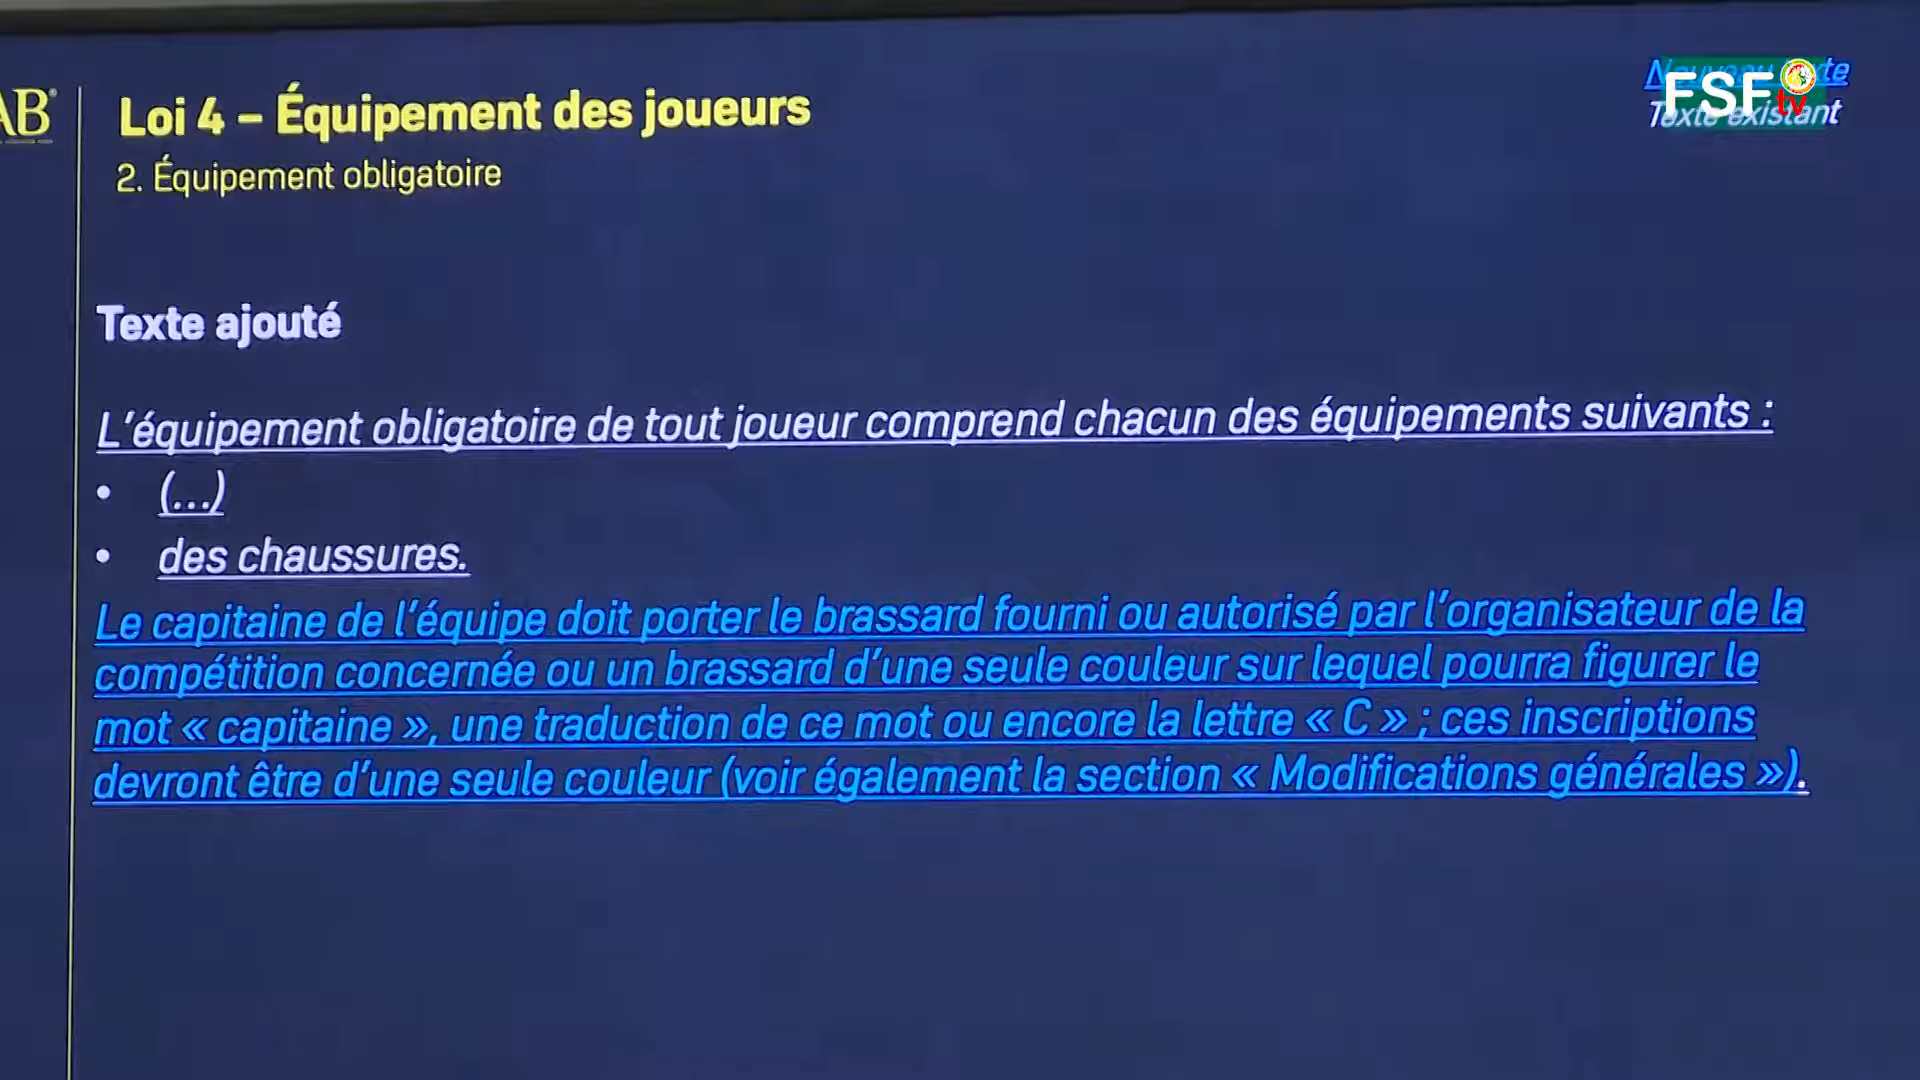 AB
Loi 4 – Équipement des joueurs
2. Équipement obligatoire
FSF
tv
Texte existant
Texte ajouté
L'équipement obligatoire de tout joueur comprend chacun des équipements suivants :
• (...)
• des chaussures.
Le capitaine de l'équipe doit porter le brassard fourni ou autorisé par l'organisateur de la
compétition concernée ou un brassard d'une seule couleur sur lequel pourra figurer le
mot « capitaine », une traduction de ce mot ou encore la lettre « C » ; ces inscriptions
devront être d'une seule couleur (voir également la section « Modifications générales »).